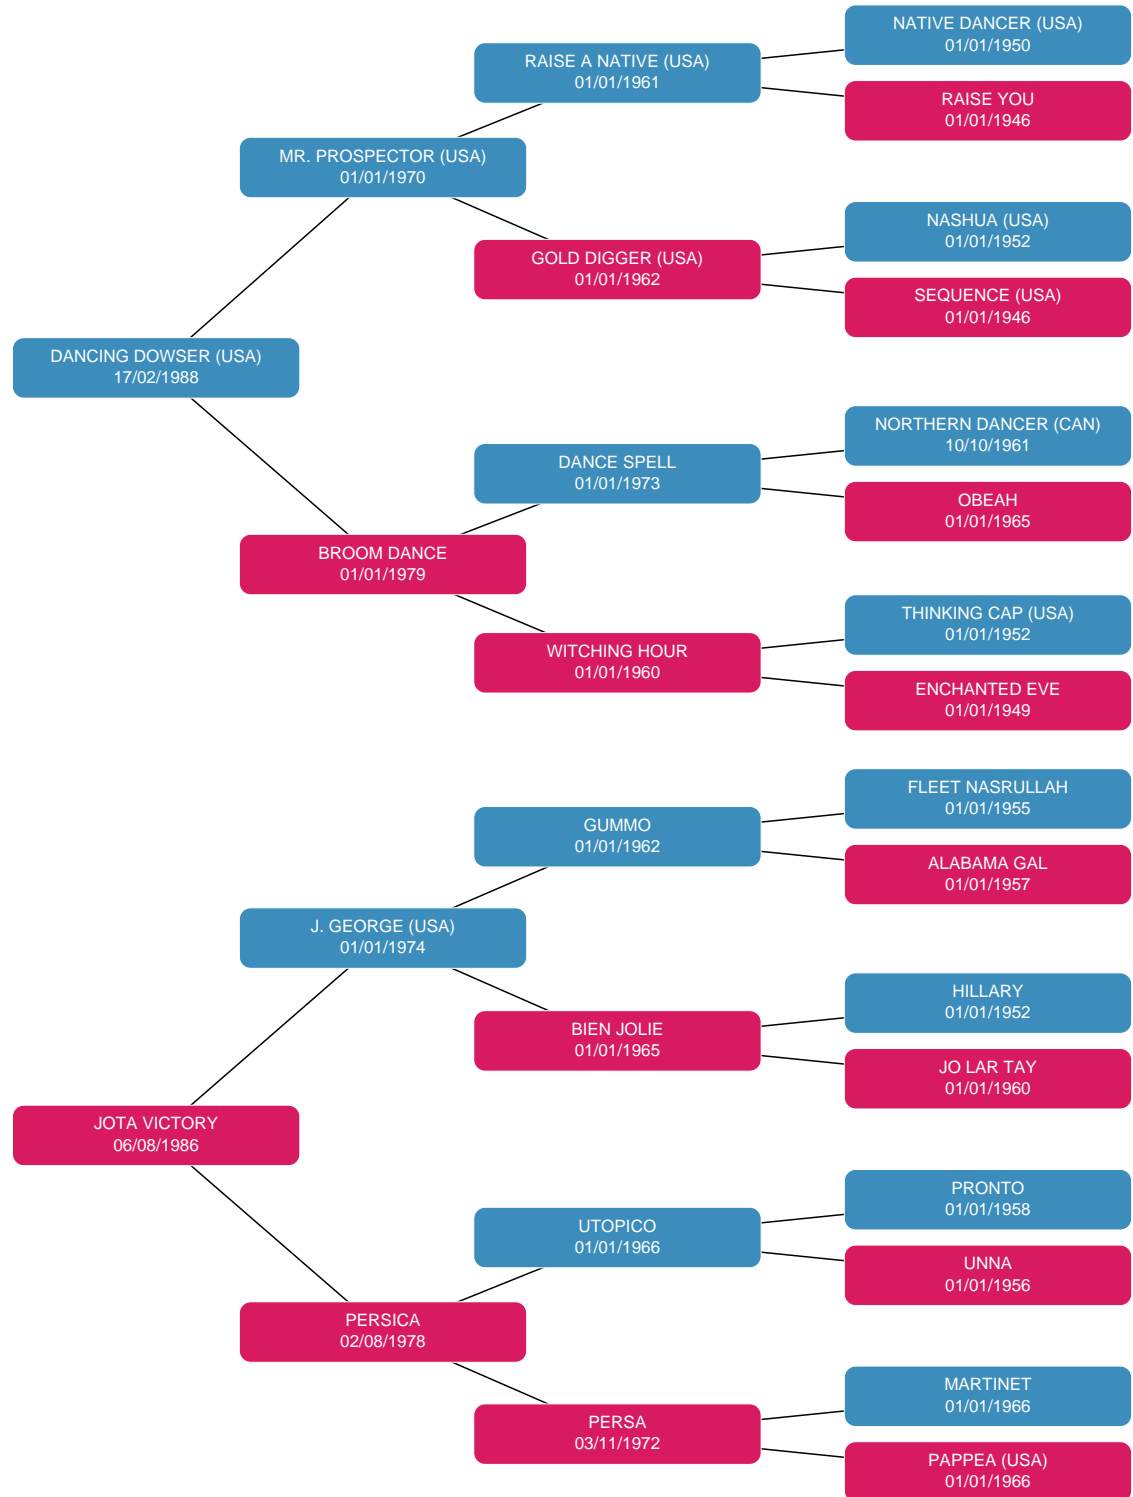 NATIVE DANCER (USA)
01/01/1950
RAISE A NATIVE (USA)
01/01/1961
RAISE YOU
01/01/1946
MR. PROSPECTOR (USA)
01/01/1970
NASHUA (USA)
01/01/1952
GOLD DIGGER (USA)
01/01/1962
SEQUENCE (USA)
01/01/1946
DANCING DOWSER (USA)
17/02/1988
NORTHERN DANCER (CAN)
10/10/1961
DANCE SPELL
01/01/1973
OBEAH
01/01/1965
BROOM DANCE
01/01/1979
THINKING CAP (USA)
01/01/1952
WITCHING HOUR
01/01/1960
ENCHANTED EVE
01/01/1949
FLEET NASRULLAH
01/01/1955
GUMMO
01/01/1962
ALABAMA GAL
01/01/1957
J. GEORGE (USA)
01/01/1974
HILLARY
01/01/1952
BIEN JOLIE
01/01/1965
JO LAR TAY
01/01/1960
JOTA VICTORY
06/08/1986
PRONTO
01/01/1958
UTOPICO
01/01/1966
UNNA
01/01/1956
PERSICA
02/08/1978
MARTINET
01/01/1966
PERSA
03/11/1972
PAPPEA (USA)
01/01/1966